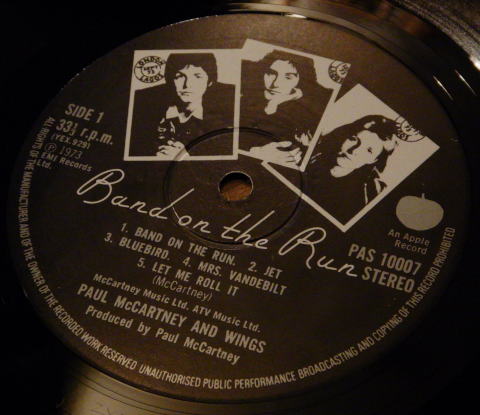 LONDON
LAGOS
SIDE 1
33⅓ r.p.m.
(YEX.929)
Ⓟ 1973
EMI Records
Ltd.
Band on the Run
An Apple
Record
PAS 10007
STEREO
1. BAND ON THE RUN. 2. JET
3. BLUEBIRD. 4. MRS. VANDEBILT
5. LET ME ROLL IT
(McCartney)
McCartney Music Ltd. ATV Music Ltd.
PAUL McCARTNEY AND WINGS
Produced by Paul McCartney
ALL RIGHTS OF THE MANUFACTURER AND OF THE OWNER OF THE RECORDED WORK RESERVED UNAUTHORISED PUBLIC PERFORMANCE BROADCASTING AND COPYING OF THIS RECORD PROHIBITED